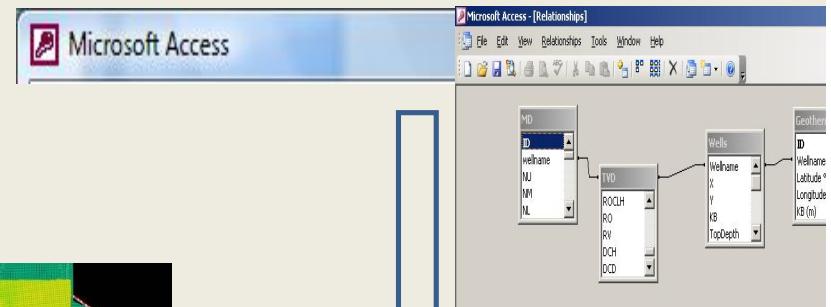 Microsoft Access
Microsoft Access - [Relationships]
File Edit View Relationships Tools Window Help
MD
ID
wellname
NU
NM
NL
TVD
ROCLH
RO
RV
DCH
DCD
Wells
Wellname
X
Y
KB
TopDepth
ID
Wellname
Latitude
Longitude
KB (m)